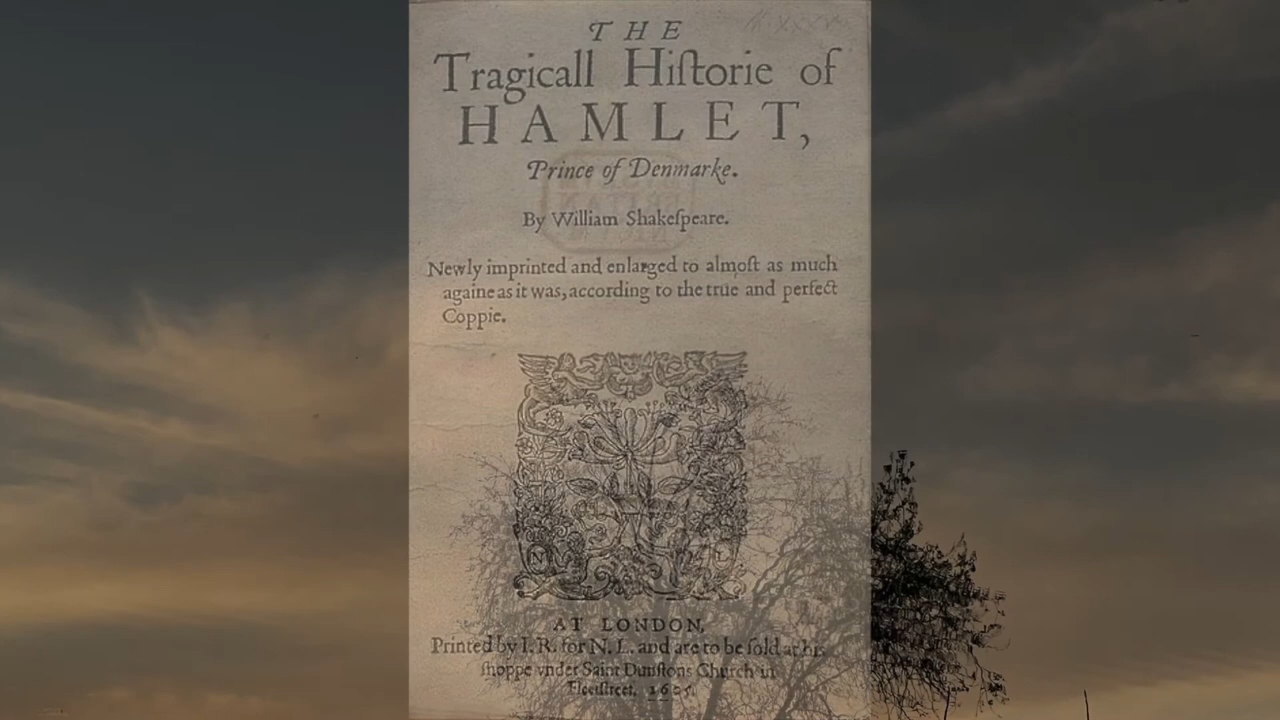 THE
Tragicall Hiſtorie of
HAMLET,
Prince of Denmarke.
By William Shakeſpeare.
Newly imprinted and enlarged to almoſt as much
againe as it was, according to the true and perfect
Coppie.
AT LONDON,
Printed by I. R. for N. L. and are to be ſold at his
ſhoppe vnder Saint Dunſtons Church in
Fleetſtreet. 1605.